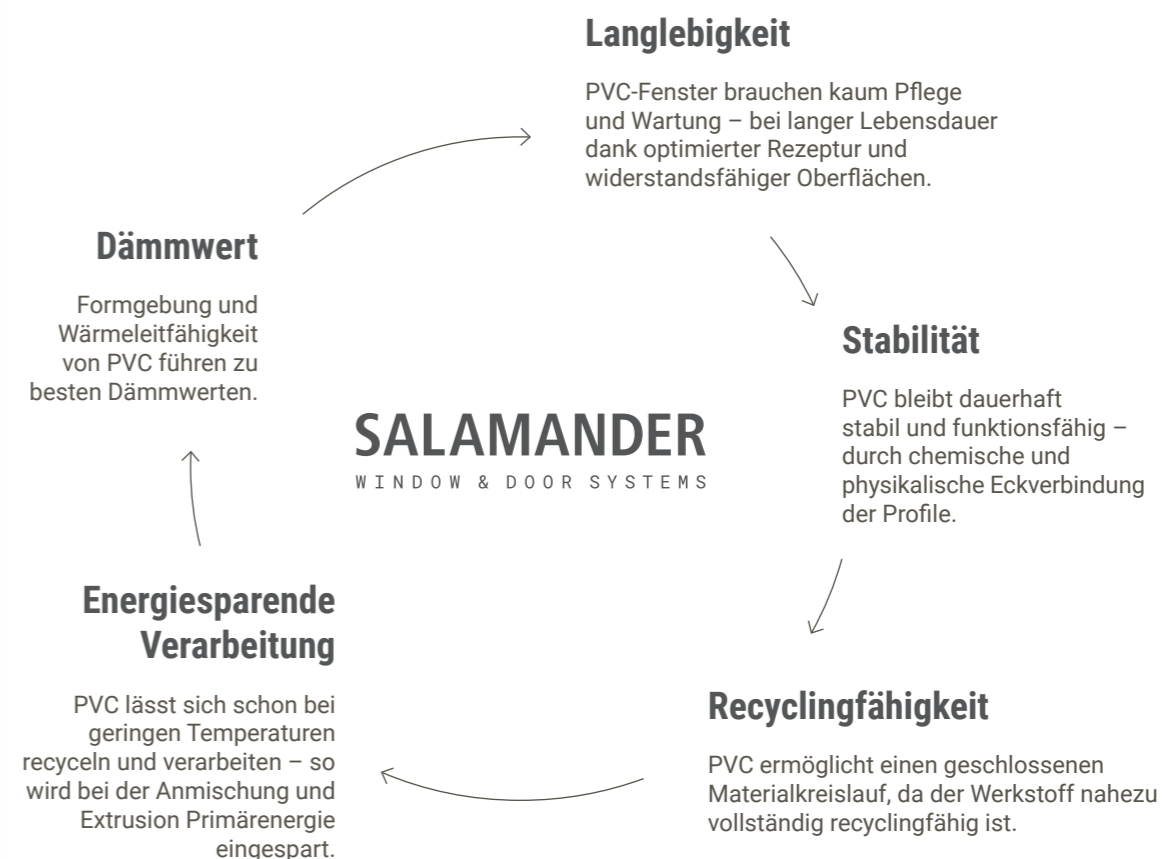 Langlebigkeit
PVC-Fenster brauchen kaum Pflege
und Wartung – bei langer Lebensdauer
dank optimierter Rezeptur und
widerstandsfähiger Oberflächen.
Stabilität
PVC bleibt dauerhaft
stabil und funktionsfähig –
durch chemische und
physikalische Eckverbindung
der Profile.
Recyclingfähigkeit
PVC ermöglicht einen geschlossenen
Materialkreislauf, da der Werkstoff nahezu
vollständig recyclingfähig ist.
Energiesparende
Verarbeitung
PVC lässt sich schon bei
geringen Temperaturen
recyceln und verarbeiten – so
wird bei der Anmischung und
Extrusion Primärenergie
eingespart.
Dämmwert
Formgebung und
Wärmeleitfähigkeit
von PVC führen zu
besten Dämmwerten.
SALAMANDER
WINDOW & DOOR SYSTEMS